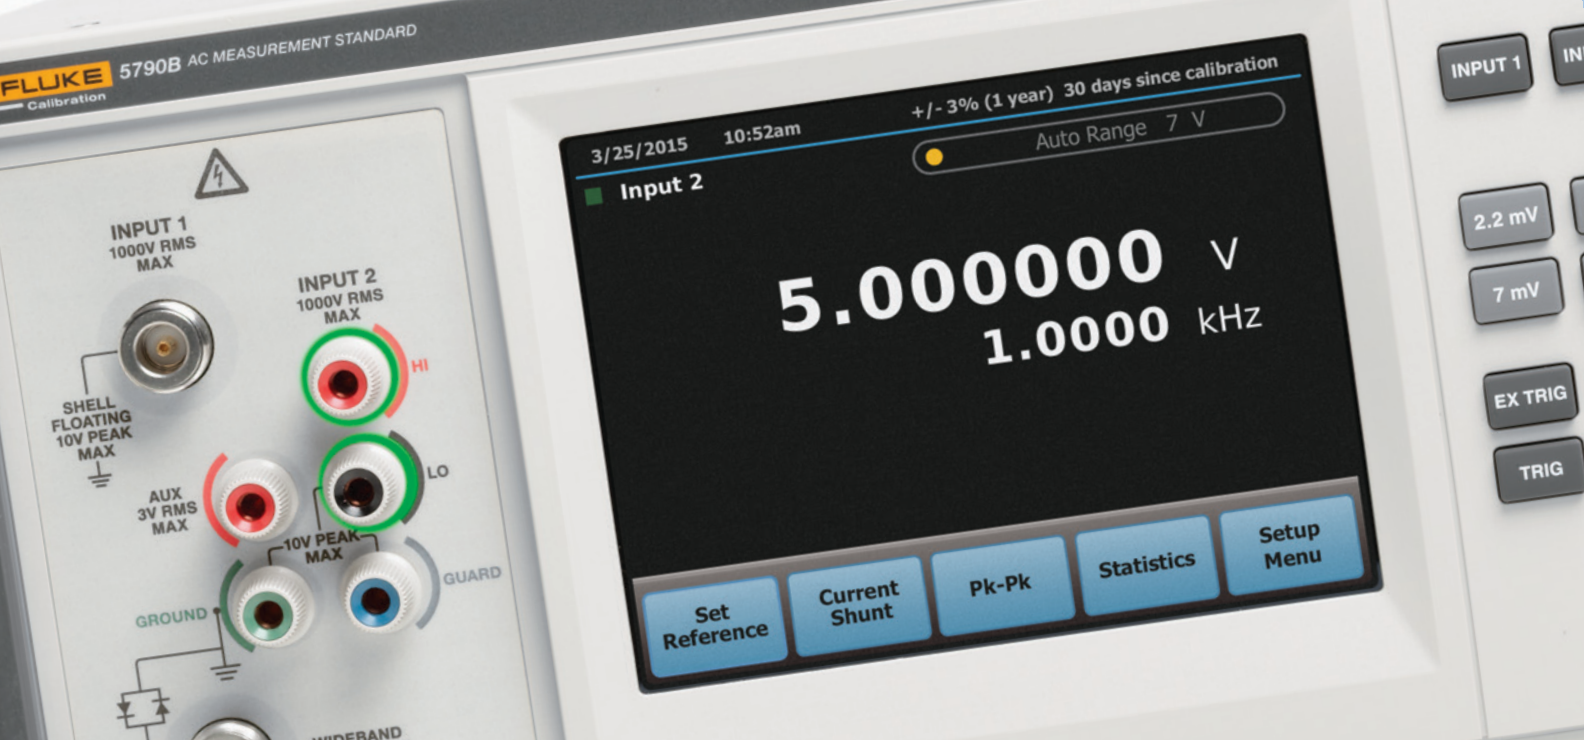 FLUKE
Calibration
5790B AC MEASUREMENT STANDARD
INPUT 1
1000V RMS
MAX
INPUT 2
1000V RMS
MAX
HI
SHELL
FLOATING
10V PEAK
MAX
LO
AUX
3V RMS
MAX
10V PEAK
MAX
GUARD
GROUND
WIDEBAND
3/25/2015 10:52am +/- 3% (1 year) 30 days since calibration
Auto Range 7 V
Input 2
5.000000 V
1.0000 kHz
Set
Reference
Current
Shunt
Pk-Pk
Statistics
Setup
Menu
INPUT 1
2.2 mV
7 mV
EX TRIG
TRIG